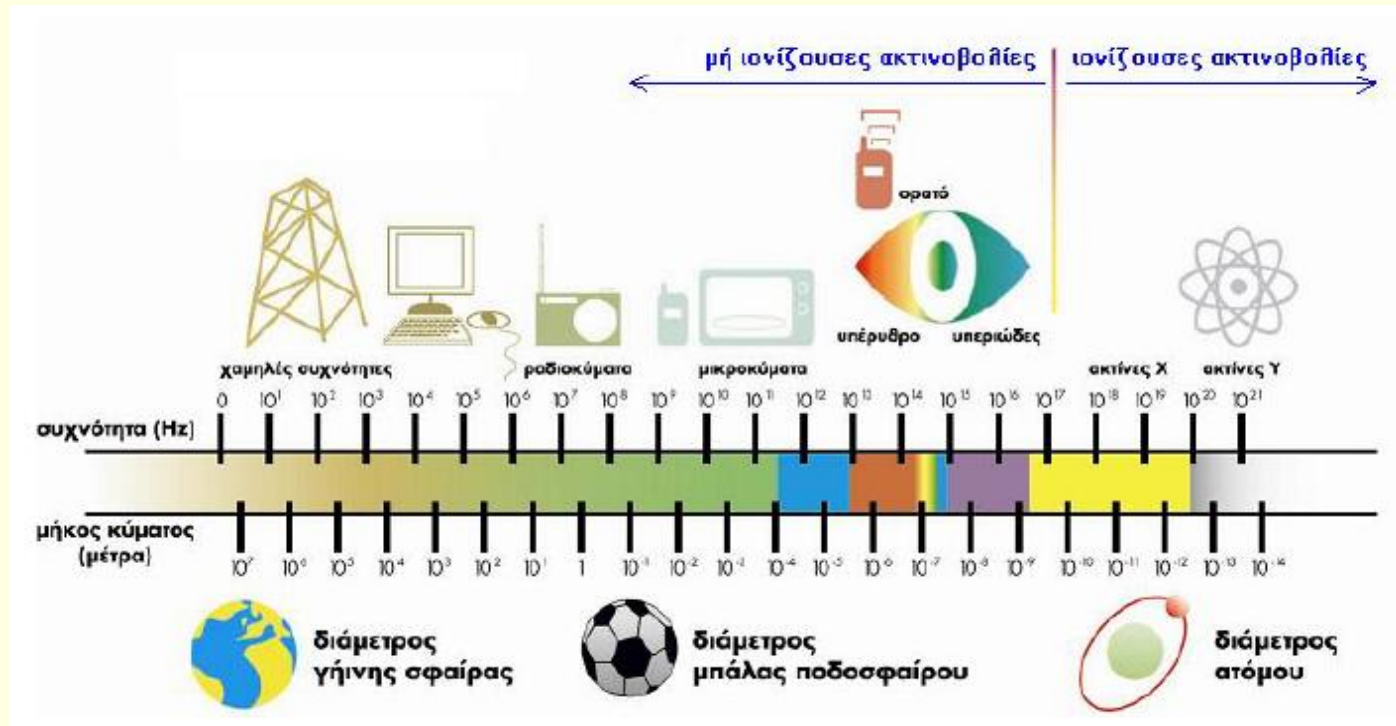 μή ιονίζουσες ακτινοβολίες ιονίζουσες ακτινοβολίες
ορατό
υπέρυθρο υπεριώδες
χαμηλές συχνότητες ραδιοκύματα μικροκύματα ακτίνες Χ ακτίνες Υ
0 10¹ 10² 10³ 10⁴ 10⁵ 10⁶ 10⁷ 10⁸ 10⁹ 10¹⁰ 10¹¹ 10¹² 10¹³ 10¹⁴ 10¹⁵ 10¹⁶ 10¹⁷ 10¹⁸ 10¹⁹ 10²⁰ 10²¹
συχνότητα (Hz)
μήκος κύματος
(μέτρα)
10⁷ 10⁶ 10⁵ 10⁴ 10³ 10² 10¹ 1 10⁻¹ 10⁻² 10⁻³ 10⁻⁴ 10⁻⁵ 10⁻⁶ 10⁻⁷ 10⁻⁸ 10⁻⁹ 10⁻¹⁰ 10⁻¹¹ 10⁻¹² 10⁻¹³ 10⁻¹⁴
διάμετρος
γήινης σφαίρας
διάμετρος
μπάλας ποδοσφαίρου
διάμετρος
ατόμου